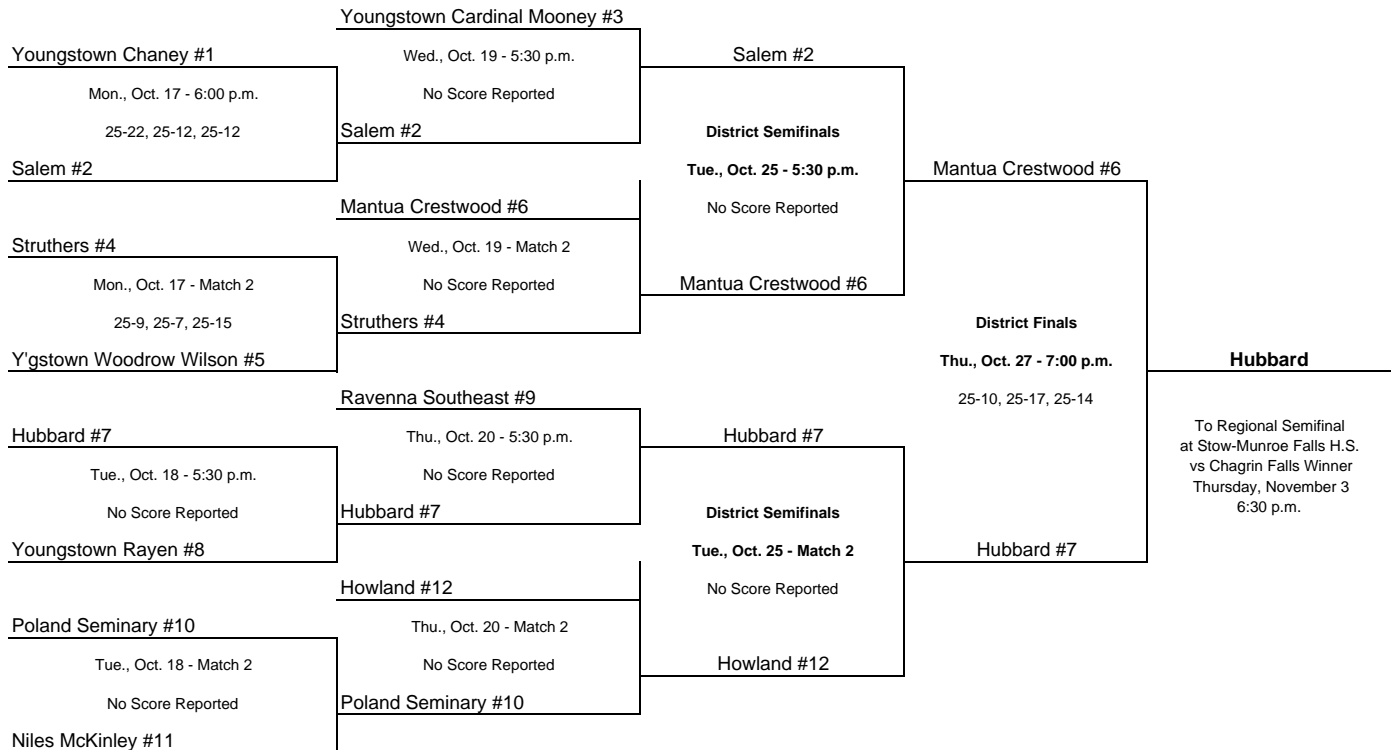 Youngstown Cardinal Mooney #3
Youngstown Chaney #1
Wed., Oct. 19 - 5:30 p.m.
Salem #2
Mon., Oct. 17 - 6:00 p.m.
No Score Reported
25-22, 25-12, 25-12
Salem #2
District Semifinals
Salem #2
Tue., Oct. 25 - 5:30 p.m.
Mantua Crestwood #6
Mantua Crestwood #6
No Score Reported
Struthers #4
Wed., Oct. 19 - Match 2
Mon., Oct. 17 - Match 2
No Score Reported
Mantua Crestwood #6
25-9, 25-7, 25-15
Struthers #4
District Finals
Y'gstown Woodrow Wilson #5
Thu., Oct. 27 - 7:00 p.m.
Hubbard
Ravenna Southeast #9
25-10, 25-17, 25-14
Hubbard #7
Thu., Oct. 20 - 5:30 p.m.
Hubbard #7
To Regional Semifinal
at Stow-Munroe Falls H.S.
vs Chagrin Falls Winner
Thursday, November 3
6:30 p.m.
Tue., Oct. 18 - 5:30 p.m.
No Score Reported
No Score Reported
Hubbard #7
District Semifinals
Youngstown Rayen #8
Tue., Oct. 25 - Match 2
Hubbard #7
Howland #12
No Score Reported
Poland Seminary #10
Thu., Oct. 20 - Match 2
Tue., Oct. 18 - Match 2
No Score Reported
Howland #12
No Score Reported
Poland Seminary #10
Niles McKinley #11